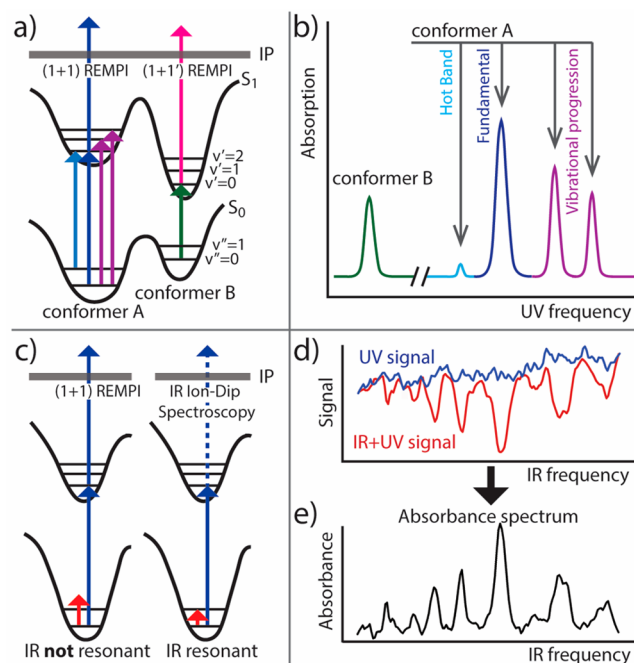 a)
IP
(1+1) REMPI
(1+1') REMPI
S1
v'=2
v'=1
v'=0
S0
v''=1
v''=0
conformer A
conformer B
b)
conformer A
Hot Band
Fundamental
Vibrational progression
conformer B
Absorption
UV frequency
c)
IP
(1+1) REMPI
IR Ion-Dip
Spectroscopy
IR not resonant
IR resonant
d)
UV signal
IR+UV signal
Signal
IR frequency
e)
Absorbance spectrum
Absorbance
IR frequency